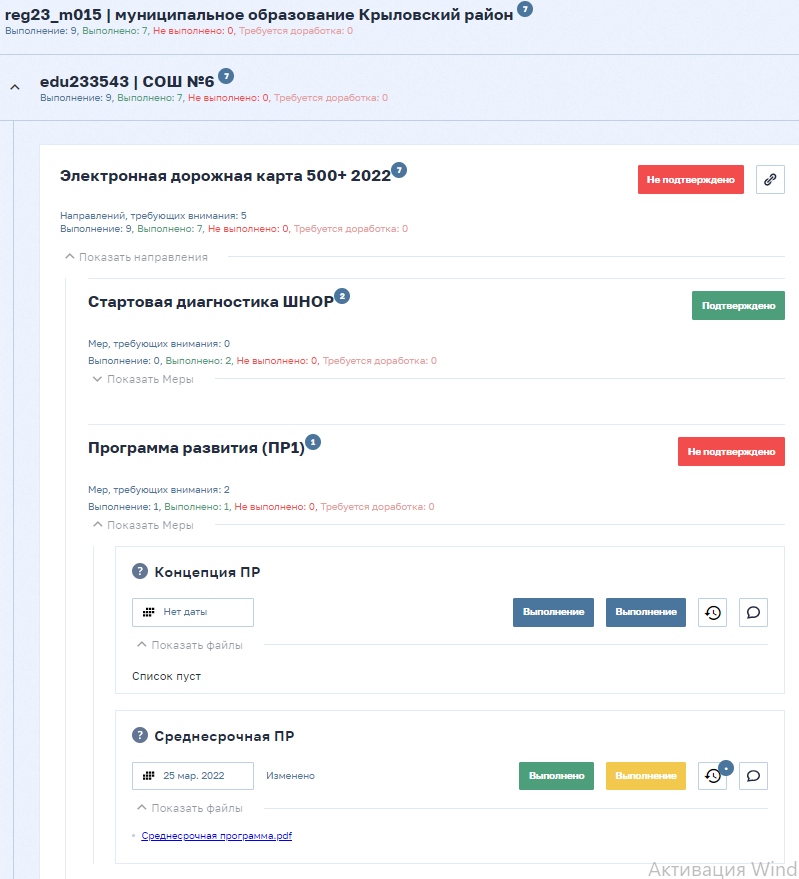 reg23_m015 | муниципальное образование Крыловский район 7
Выполнение: 9, Выполнено: 7, Не выполнено: 0, Требуется доработка: 0
edu233543 | СОШ №6 7
Выполнение: 9, Выполнено: 7, Не выполнено: 0, Требуется доработка: 0
Электронная дорожная карта 500+ 2022 7 Не подтверждено
Направлений, требующих внимания: 5
Выполнение: 9, Выполнено: 7, Не выполнено: 0, Требуется доработка: 0
Показать направления
Стартовая диагностика ШНОР 2 Подтверждено
Мер, требующих внимания: 0
Выполнение: 0, Выполнено: 2, Не выполнено: 0, Требуется доработка: 0
Показать Меры
Программа развития (ПР1) 1 Не подтверждено
Мер, требующих внимания: 2
Выполнение: 1, Выполнено: 1, Не выполнено: 0, Требуется доработка: 0
Показать Меры
? Концепция ПР
Нет даты Выполнение Выполнение
Показать файлы
Список пуст
? Среднесрочная ПР
25 мар. 2022 Изменено Выполнено Выполнение
Показать файлы
Среднесрочная программа.pdf
Активация Wind